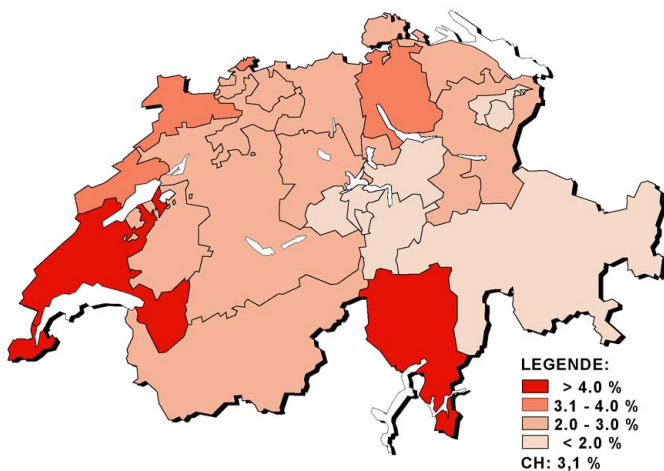 LEGENDE:
> 4.0 %
3.1 - 4.0 %
2.0 - 3.0 %
< 2.0 %
CH: 3,1 %